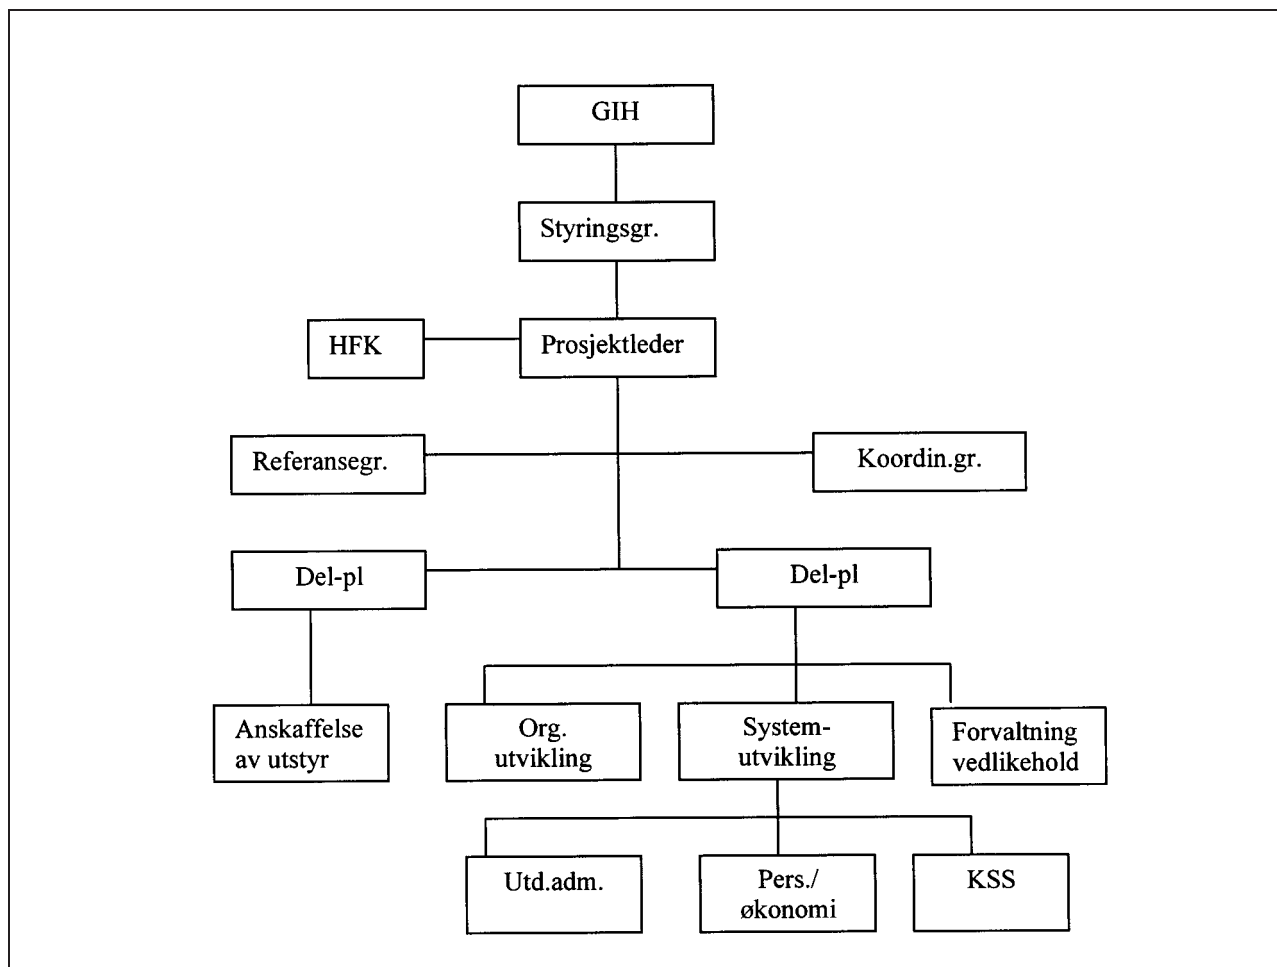 GIH
Styringsgr.
HFK
Prosjektleder
Referansegr.
Koordin.gr.
Del-pl
Del-pl
Anskaffelse
av utstyr
Org.
utvikling
System-
utvikling
Forvaltning
vedlikehold
Utd.adm.
Pers./
økonomi
KSS